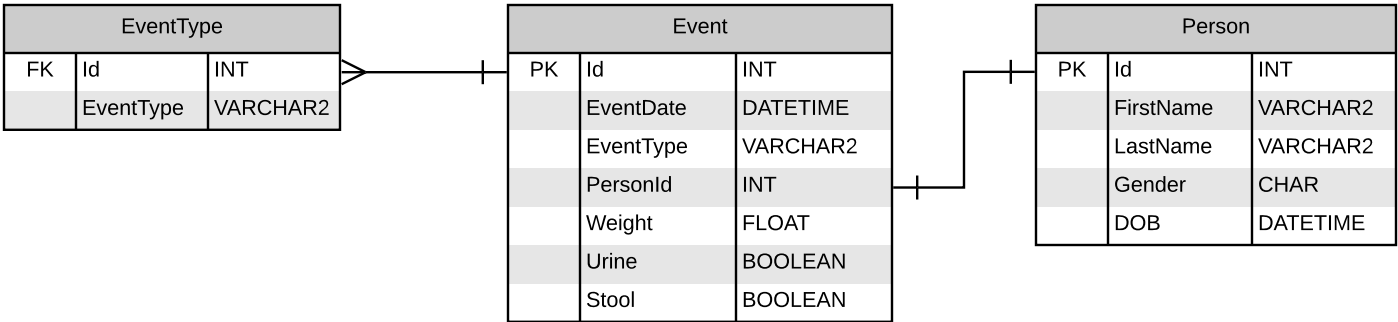 EventType
FK Id INT
EventType VARCHAR2
Event
PK Id INT
EventDate DATETIME
EventType VARCHAR2
PersonId INT
Weight FLOAT
Urine BOOLEAN
Stool BOOLEAN
Person
PK Id INT
FirstName VARCHAR2
LastName VARCHAR2
Gender CHAR
DOB DATETIME